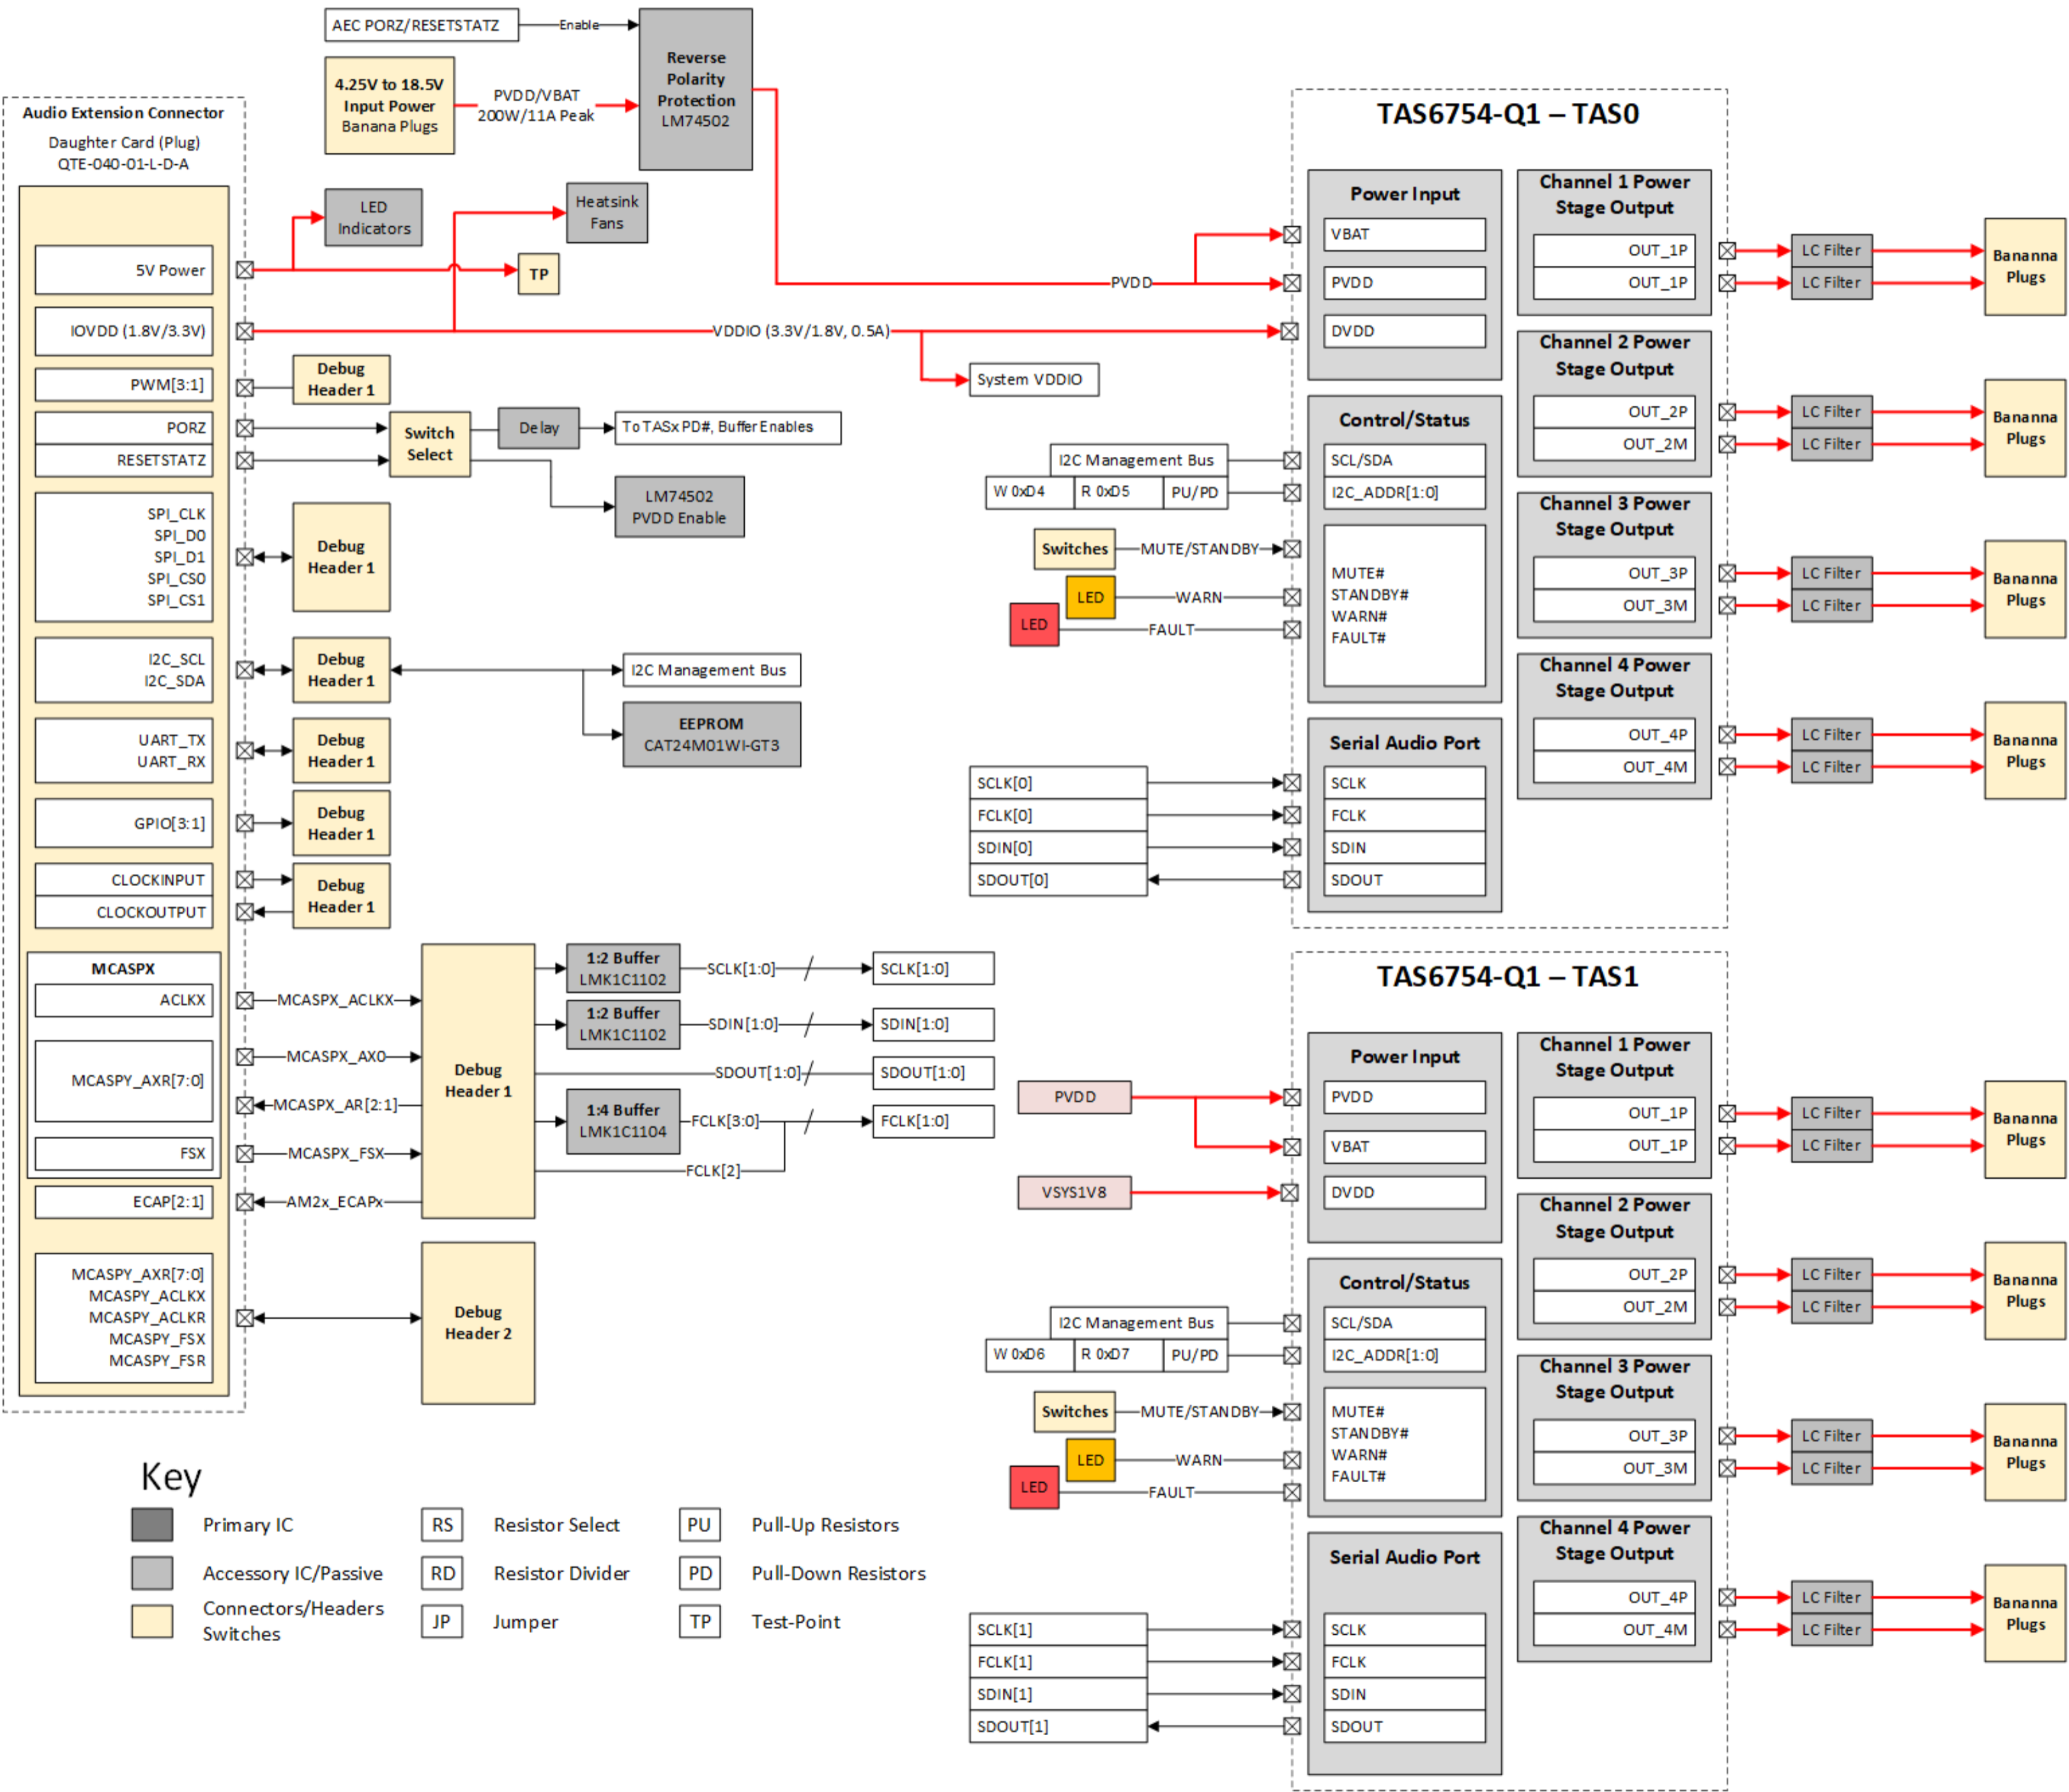 AEC PORZ/RESETSTATZ
Enable
Reverse
Polarity
Protection
LM74502
4.25V to 18.5V
Input Power
Banana Plugs
PVDD/VBAT
200W/11A Peak
Audio Extension Connector
Daughter Card (Plug)
QTE-040-01-L-D-A
LED
Indicators
Heatsink
Fans
TP
5V Power
IOVDD (1.8V/3.3V)
PWM[3:1]
Debug
Header 1
PORZ
RESETSTATZ
Switch
Select
Delay
To TASx PD#, Buffer Enables
LM74502
PVDD Enable
SPI_CLK
SPI_D0
SPI_D1
SPI_CS0
SPI_CS1
Debug
Header 1
I2C_SCL
I2C_SDA
Debug
Header 1
I2C Management Bus
EEPROM
CAT24M01WI-GT3
UART_TX
UART_RX
Debug
Header 1
GPIO[3:1]
Debug
Header 1
CLOCKINPUT
CLOCKOUTPUT
Debug
Header 1
MCASPX
ACLKX
MCASPY_AXR[7:0]
FSX
ECAP[2:1]
MCASPX_ACLKX
MCASPX_AX0
MCASPX_AR[2:1]
MCASPX_FSX
AM2x_ECAPx
Debug
Header 1
1:2 Buffer
LMK1C1102
SCLK[1:0]
SCLK[1:0]
1:2 Buffer
LMK1C1102
SDIN[1:0]
SDIN[1:0]
SDOUT[1:0]
SDOUT[1:0]
1:4 Buffer
LMK1C1104
FCLK[3:0]
FCLK[1:0]
FCLK[2]
MCASPY_AXR[7:0]
MCASPY_ACLKX
MCASPY_ACLKR
MCASPY_FSX
MCASPY_FSR
Debug
Header 2
PVDD
VDDIO (3.3V/1.8V, 0.5A)
System VDDIO
TAS6754-Q1 – TAS0
Power Input
VBAT
PVDD
DVDD
Control/Status
I2C Management Bus
SCL/SDA
W 0xD4
R 0xD5
PU/PD
I2C_ADDR[1:0]
Switches
MUTE/STANDBY
LED
WARN
LED
FAULT
MUTE#
STANDBY#
WARN#
FAULT#
Serial Audio Port
SCLK[0]
SCLK
FCLK[0]
FCLK
SDIN[0]
SDIN
SDOUT[0]
SDOUT
Channel 1 Power
Stage Output
OUT_1P
OUT_1P
LC Filter
LC Filter
Bananna
Plugs
Channel 2 Power
Stage Output
OUT_2P
OUT_2M
LC Filter
LC Filter
Bananna
Plugs
Channel 3 Power
Stage Output
OUT_3P
OUT_3M
LC Filter
LC Filter
Bananna
Plugs
Channel 4 Power
Stage Output
OUT_4P
OUT_4M
LC Filter
LC Filter
Bananna
Plugs
TAS6754-Q1 – TAS1
Power Input
PVDD
PVDD
VBAT
VSYS1V8
DVDD
Control/Status
I2C Management Bus
SCL/SDA
W 0xD6
R 0xD7
PU/PD
I2C_ADDR[1:0]
Switches
MUTE/STANDBY
LED
WARN
LED
FAULT
MUTE#
STANDBY#
WARN#
FAULT#
Serial Audio Port
SCLK[1]
SCLK
FCLK[1]
FCLK
SDIN[1]
SDIN
SDOUT[1]
SDOUT
Channel 1 Power
Stage Output
OUT_1P
OUT_1P
LC Filter
LC Filter
Bananna
Plugs
Channel 2 Power
Stage Output
OUT_2P
OUT_2M
LC Filter
LC Filter
Bananna
Plugs
Channel 3 Power
Stage Output
OUT_3P
OUT_3M
LC Filter
LC Filter
Bananna
Plugs
Channel 4 Power
Stage Output
OUT_4P
OUT_4M
LC Filter
LC Filter
Bananna
Plugs
Key
Primary IC
RS
Resistor Select
PU
Pull-Up Resistors
Accessory IC/Passive
RD
Resistor Divider
PD
Pull-Down Resistors
Connectors/Headers
Switches
JP
Jumper
TP
Test-Point